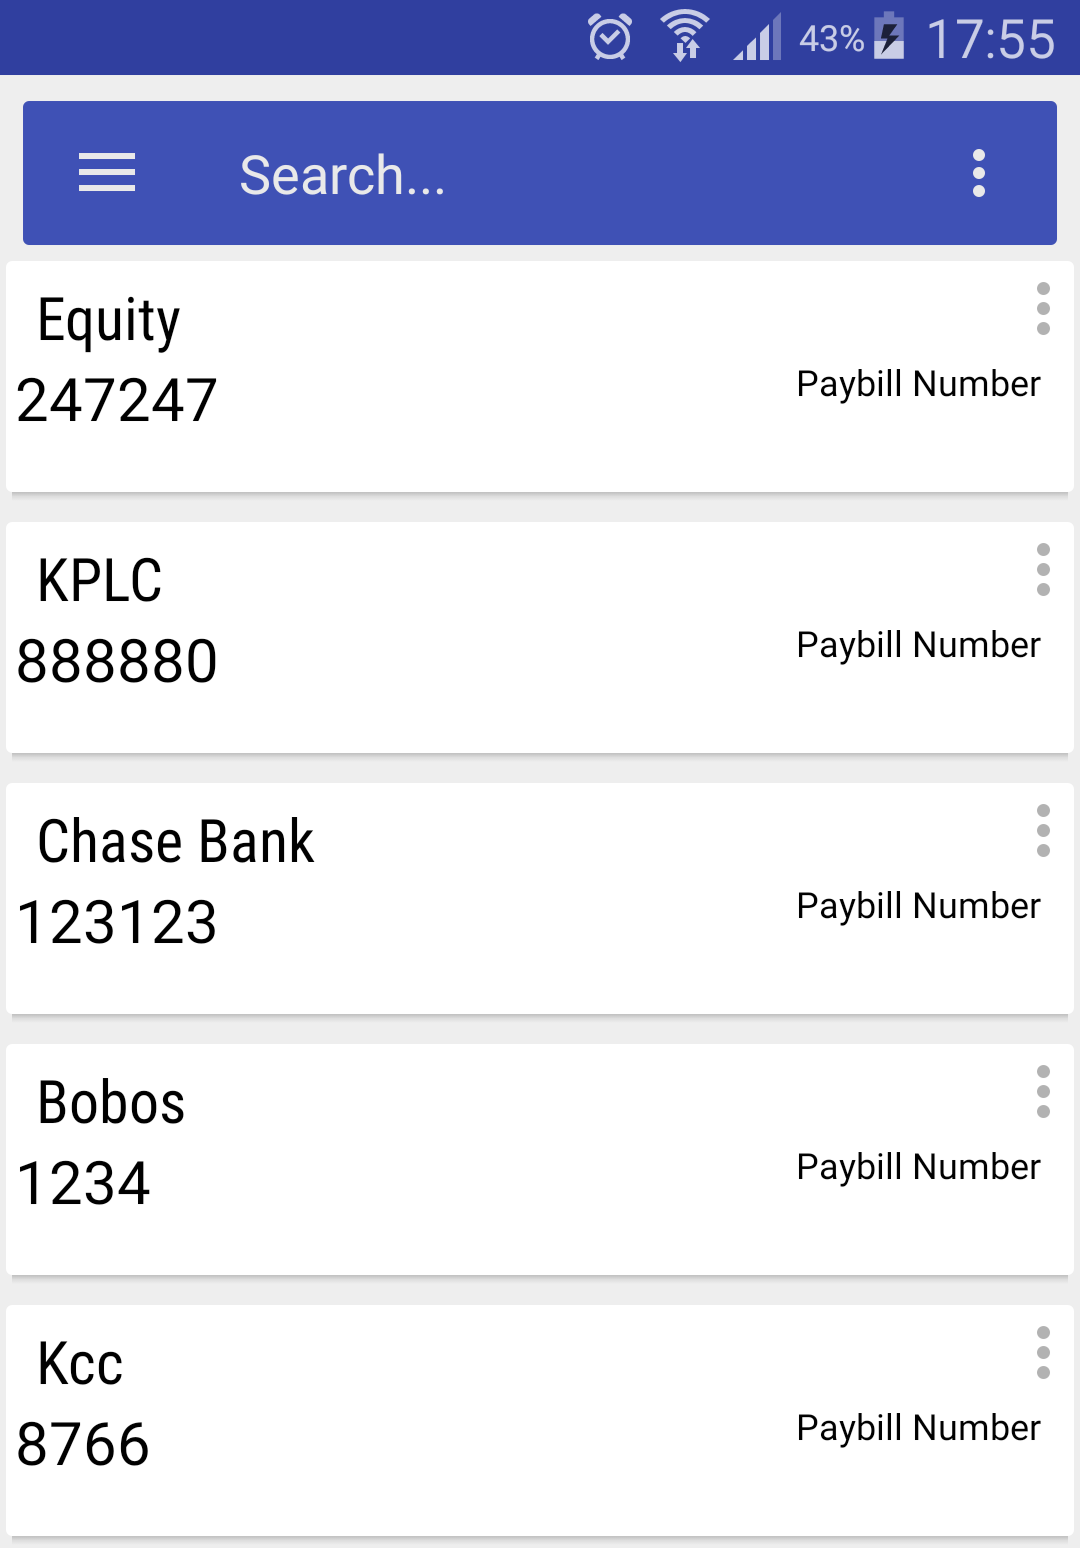 43% 17:55
Search...
Equity
247247
Paybill Number
KPLC
888880
Paybill Number
Chase Bank
123123
Paybill Number
Bobos
1234
Paybill Number
Kcc
8766
Paybill Number